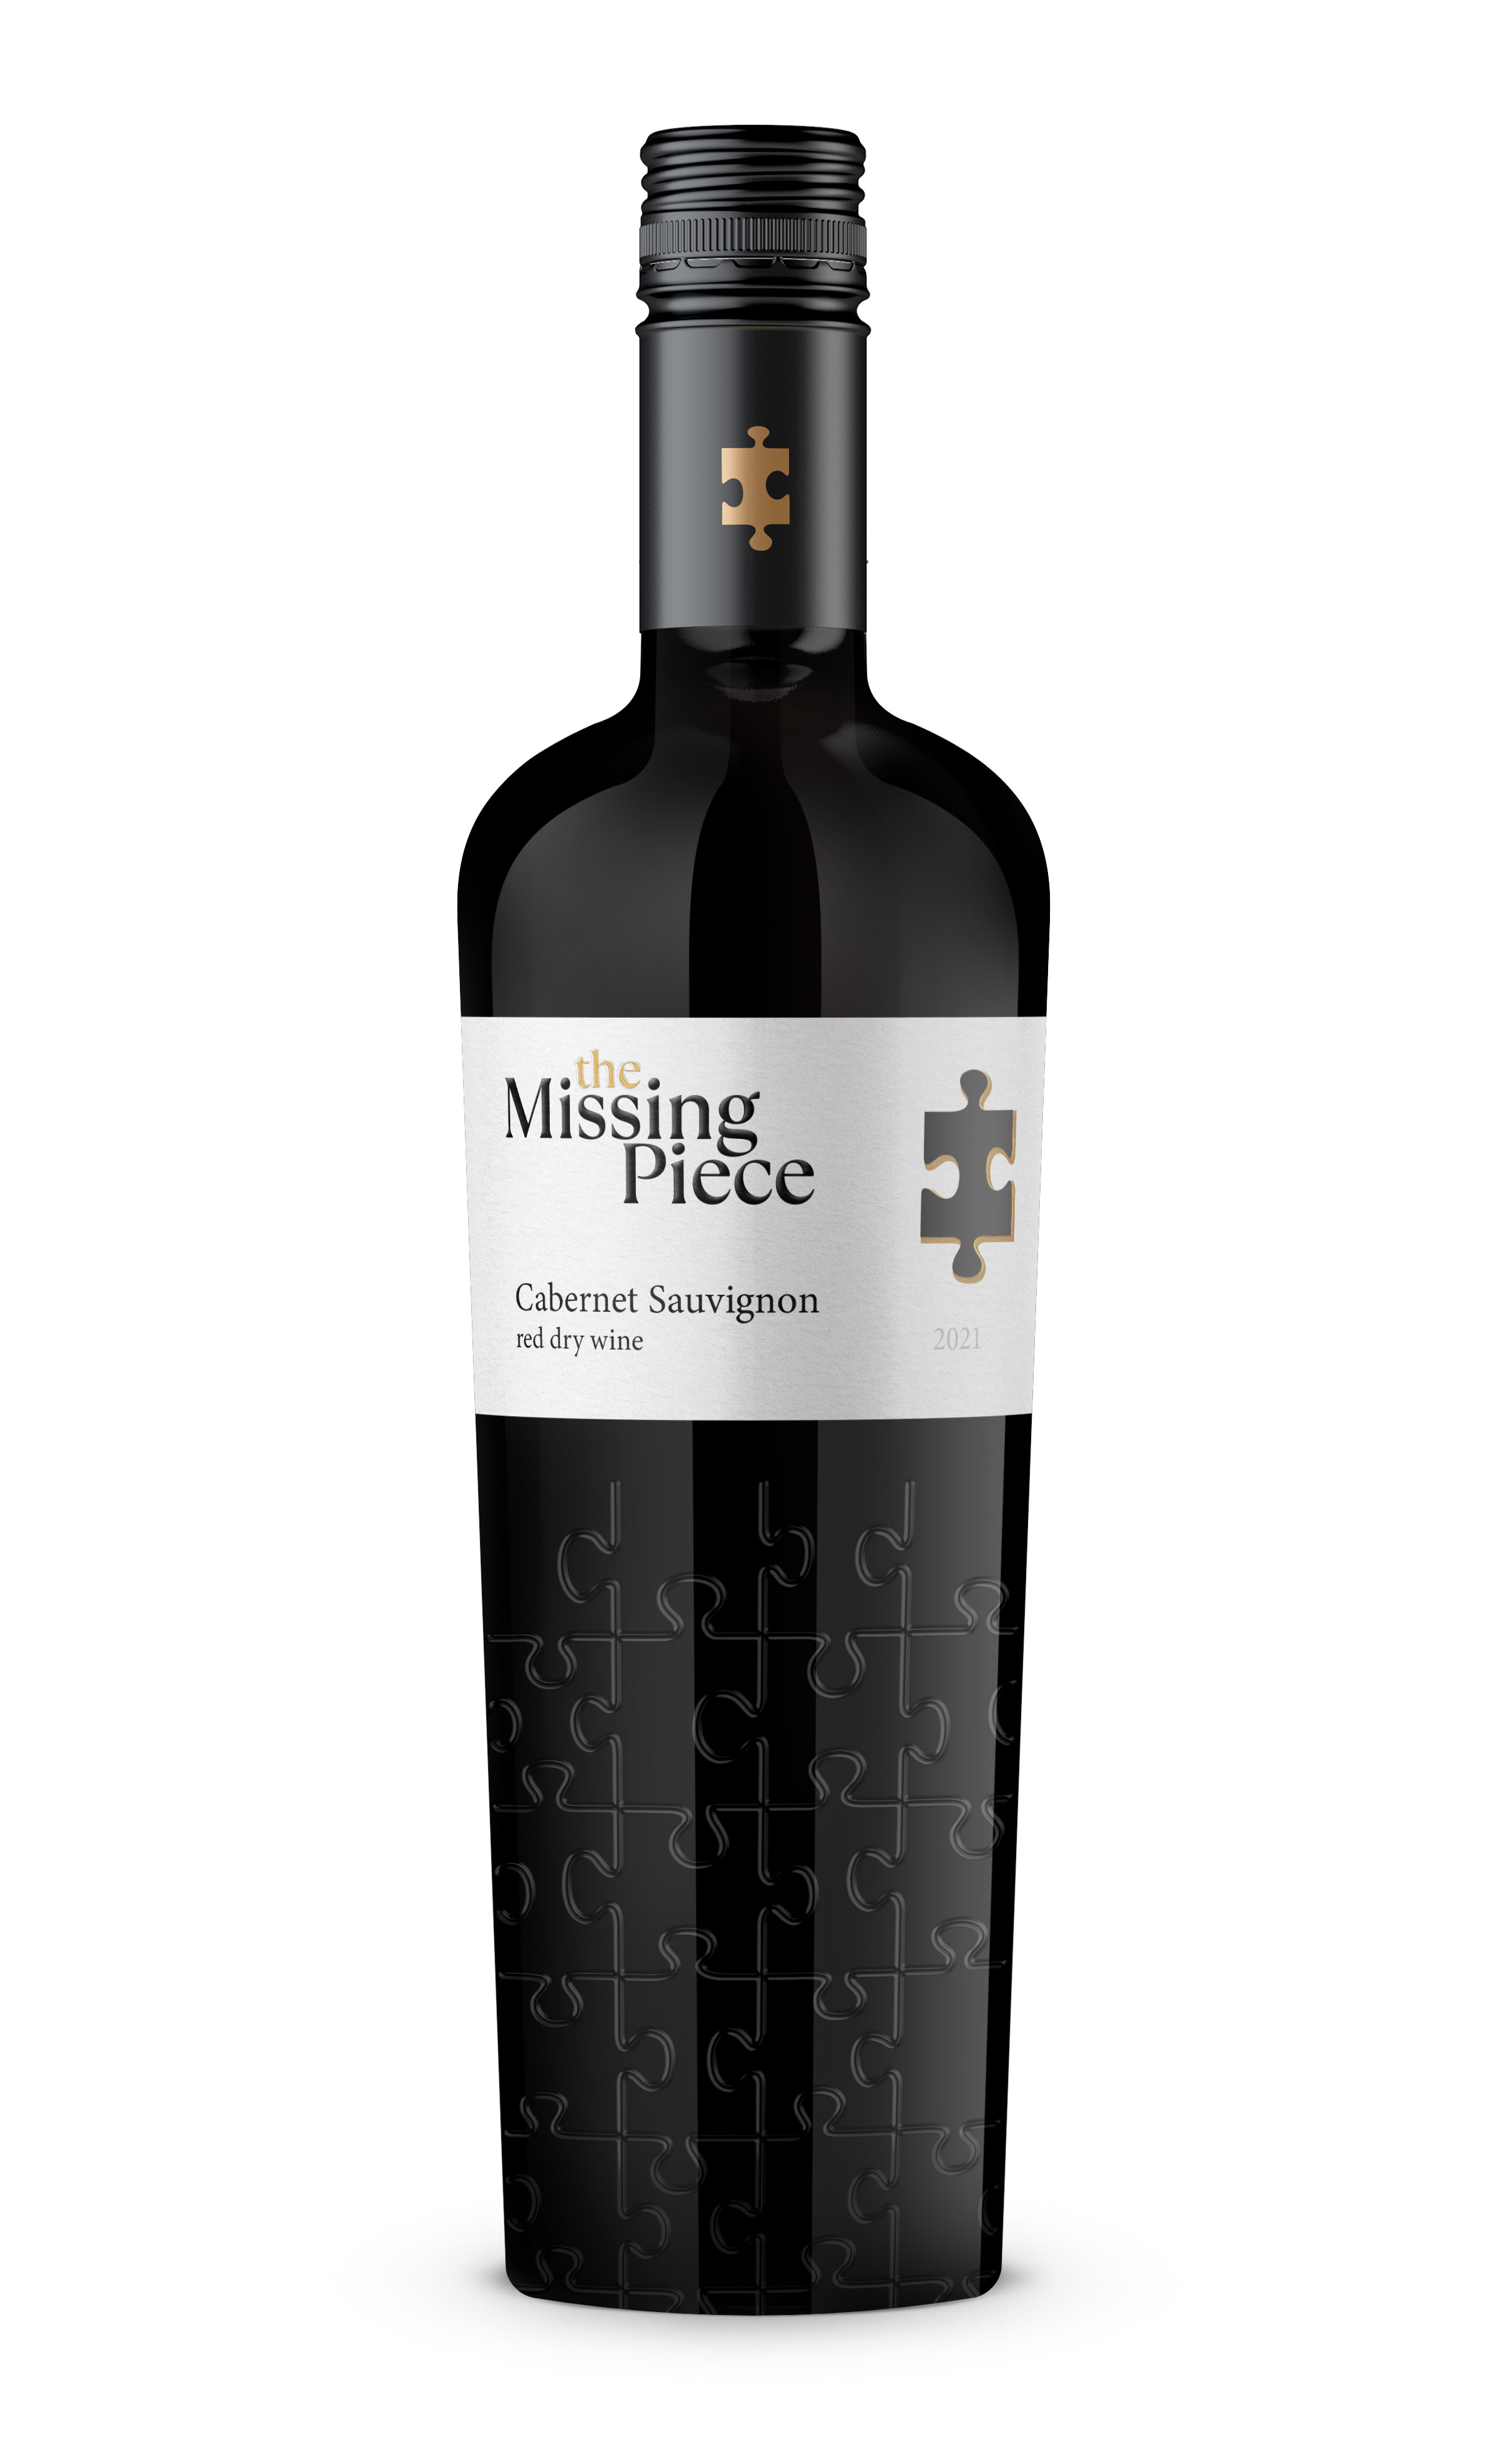 the
Missing
Piece
Cabernet Sauvignon
red dry wine
2021